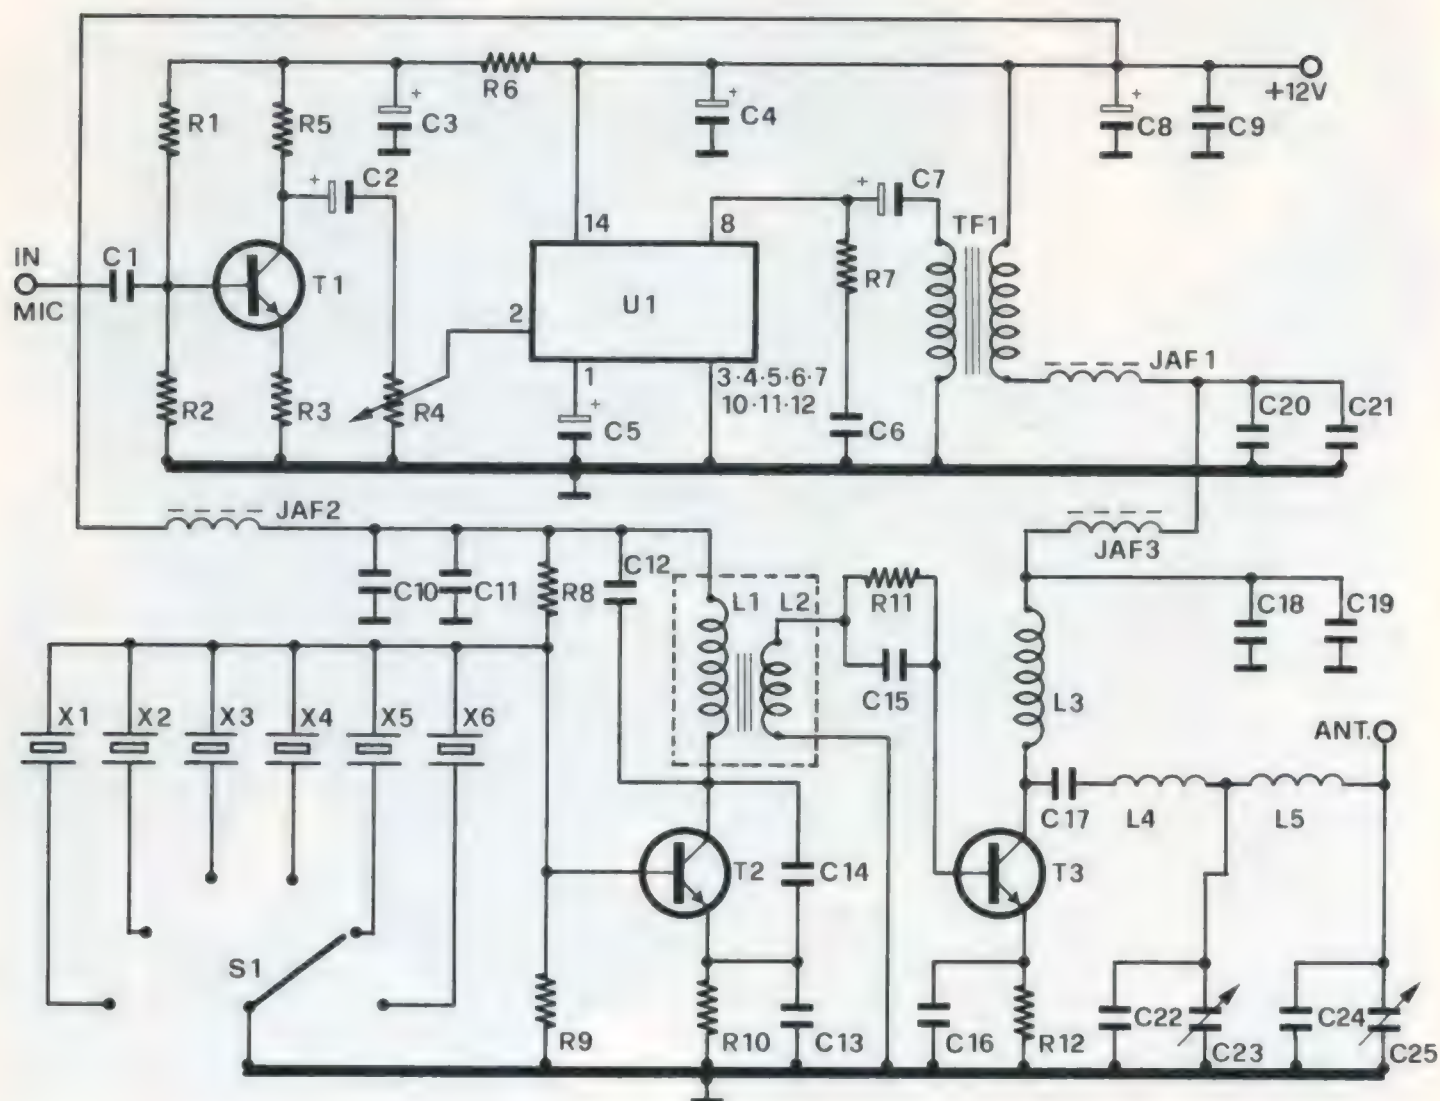 R6
+12V
R1
R5
+
C3
+
C4
+
C8
C9
+
C2
+
C7
TF1
14
8
IN
MIC
C1
T1
U1
R7
2
1
3·4·5·6·7
10·11·12
JAF1
R2
R3
R4
+
C5
C6
C20
C21
JAF2
JAF3
C10
C11
R8
C12
L1
L2
R11
C15
C18
C19
X1
X2
X3
X4
X5
X6
L3
ANT.
C17
L4
L5
T2
C14
T3
S1
R9
R10
C13
C16
R12
C22
C23
C24
C25